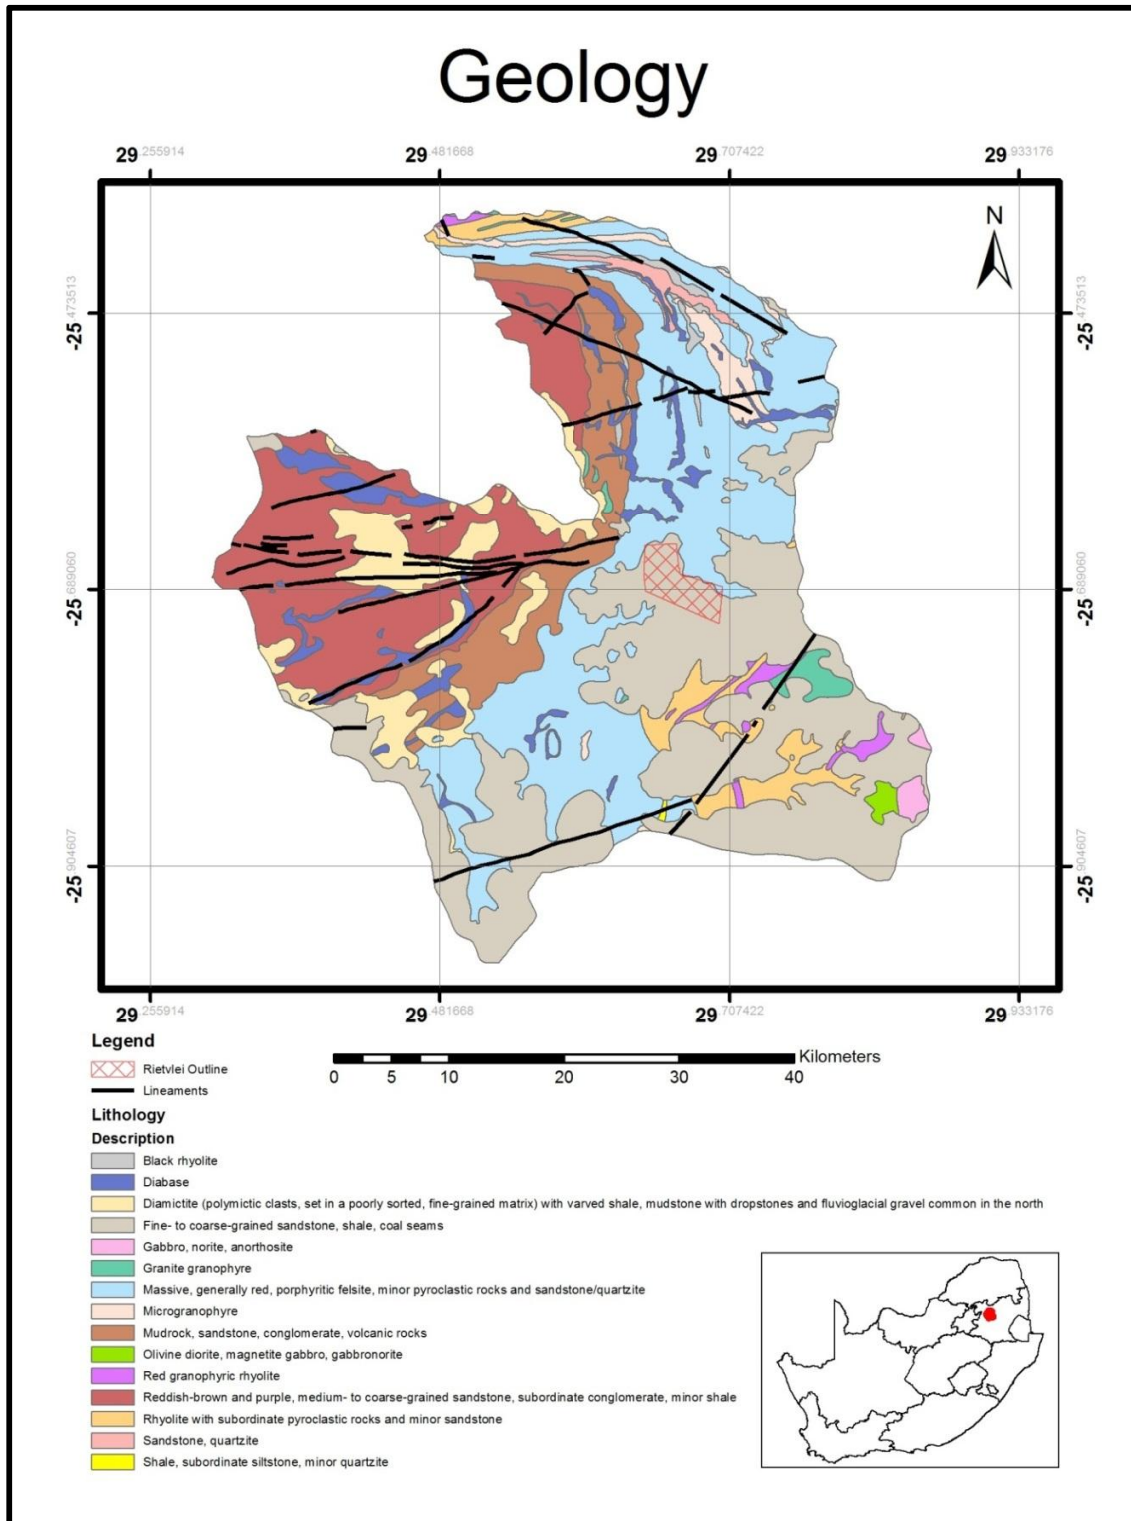 Geology
29.255914 29.481668 29.707422 29.933176
N
-25.473513 -25.473513
-25.689060 -25.689060
-25.904607 -25.904607
29.255914 29.481668 29.707422 29.933176
Legend
Rietvlei Outline
Lineaments
Kilometers
0 5 10 20 30 40
Lithology
Description
Black rhyolite
Diabase
Diamictite (polymictic clasts, set in a poorly sorted, fine-grained matrix) with varved shale, mudstone with dropstones and fluvioglacial gravel common in the north
Fine- to coarse-grained sandstone, shale, coal seams
Gabbro, norite, anorthosite
Granite granophyre
Massive, generally red, porphyritic felsite, minor pyroclastic rocks and sandstone/quartzite
Microgranophyre
Mudrock, sandstone, conglomerate, volcanic rocks
Olivine diorite, magnetite gabbro, gabbronorite
Red granophyric rhyolite
Reddish-brown and purple, medium- to coarse-grained sandstone, subordinate conglomerate, minor shale
Rhyolite with subordinate pyroclastic rocks and minor sandstone
Sandstone, quartzite
Shale, subordinate siltstone, minor quartzite